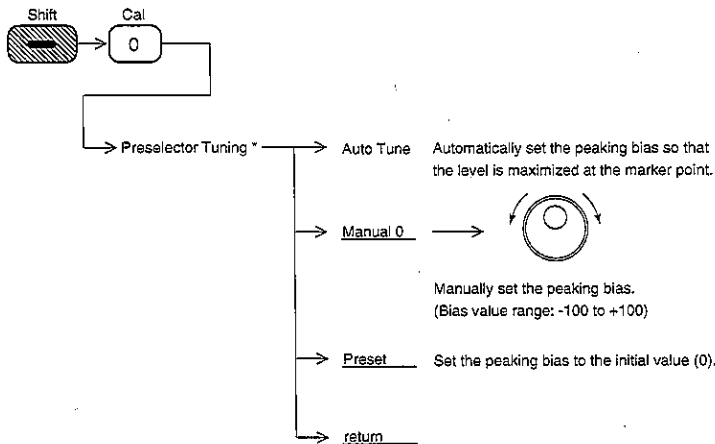 Shift Cal
0
Preselector Tuning *
Auto Tune
Automatically set the peaking bias so that
the level is maximized at the marker point.
Manual 0
Manually set the peaking bias.
(Bias value range: -100 to +100)
Preset
Set the peaking bias to the initial value (0).
return